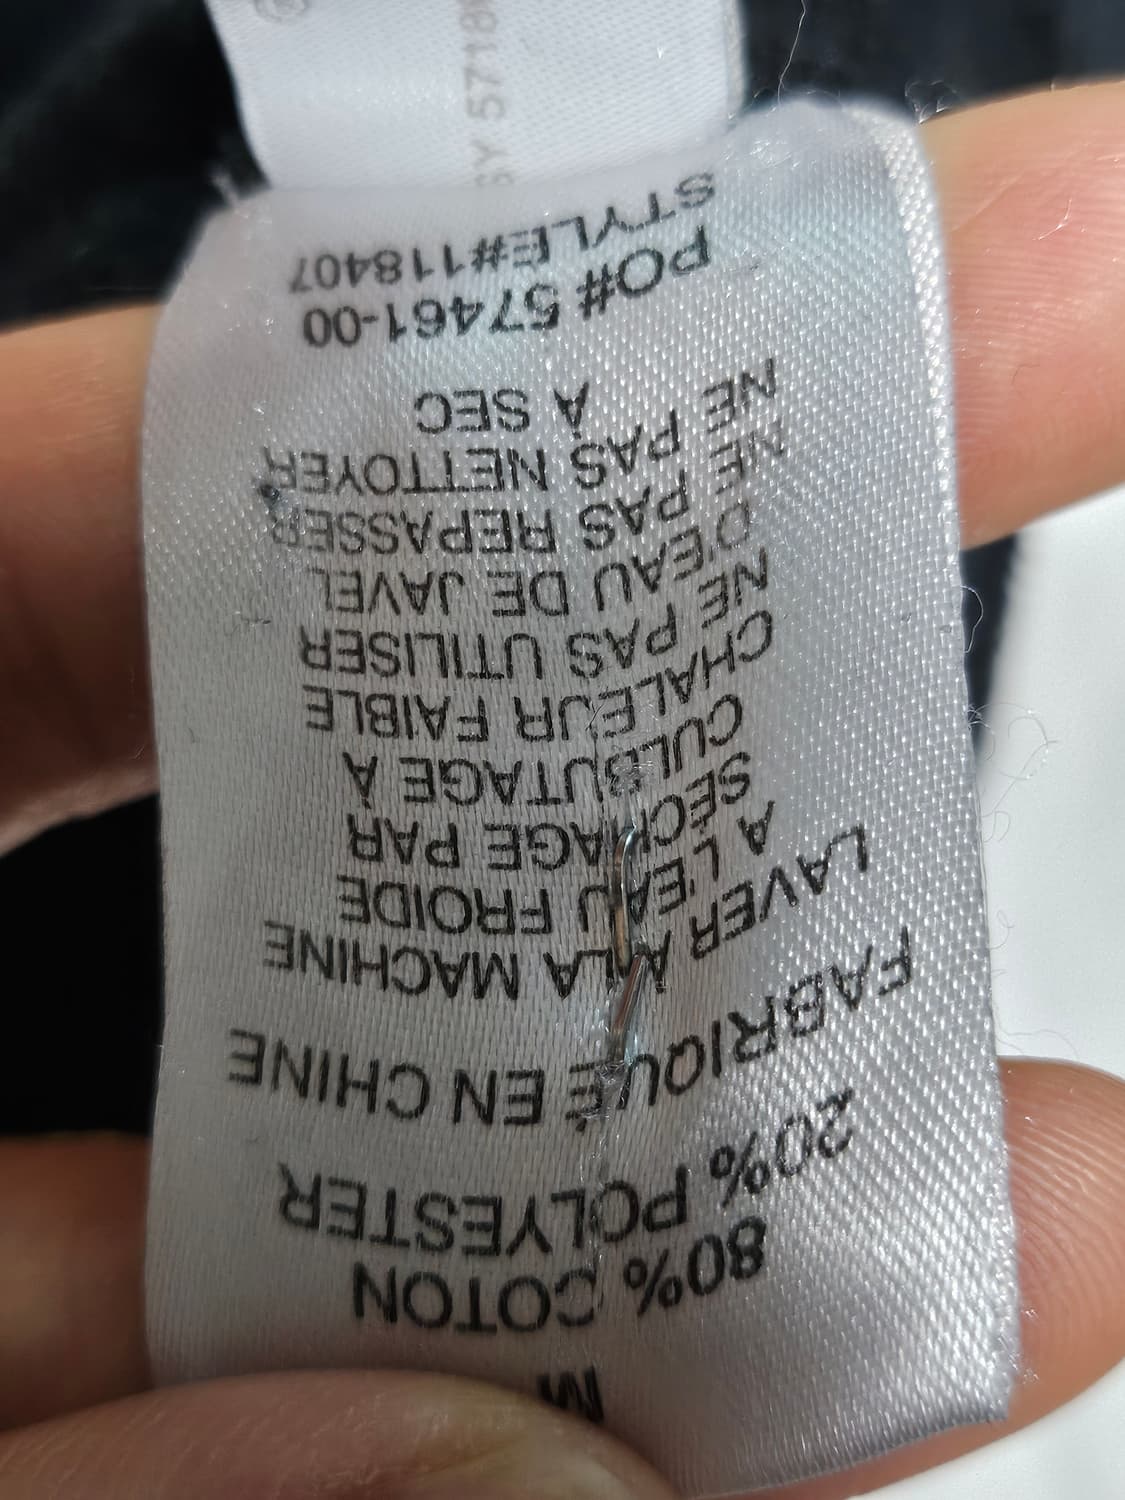 M
80% COTON
20% POLYESTER
FABRIQUÉ EN CHINE
LAVER À LA MACHINE
A L'EAU FROIDE
SECHAGE PAR
CULBUTAGE À
CHALEUR FAIBLE
NE PAS UTILISER
D'EAU DE JAVEL
NE PAS REPASSER
NE PAS NETTOYER
À SEC
PO# 57461-00
STYLE#118407